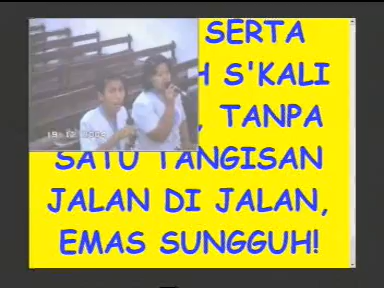 SERTA
S'KALI
, TANPA
SATU TANGISAN
JALAN DI JALAN,
EMAS SUNGGUH!